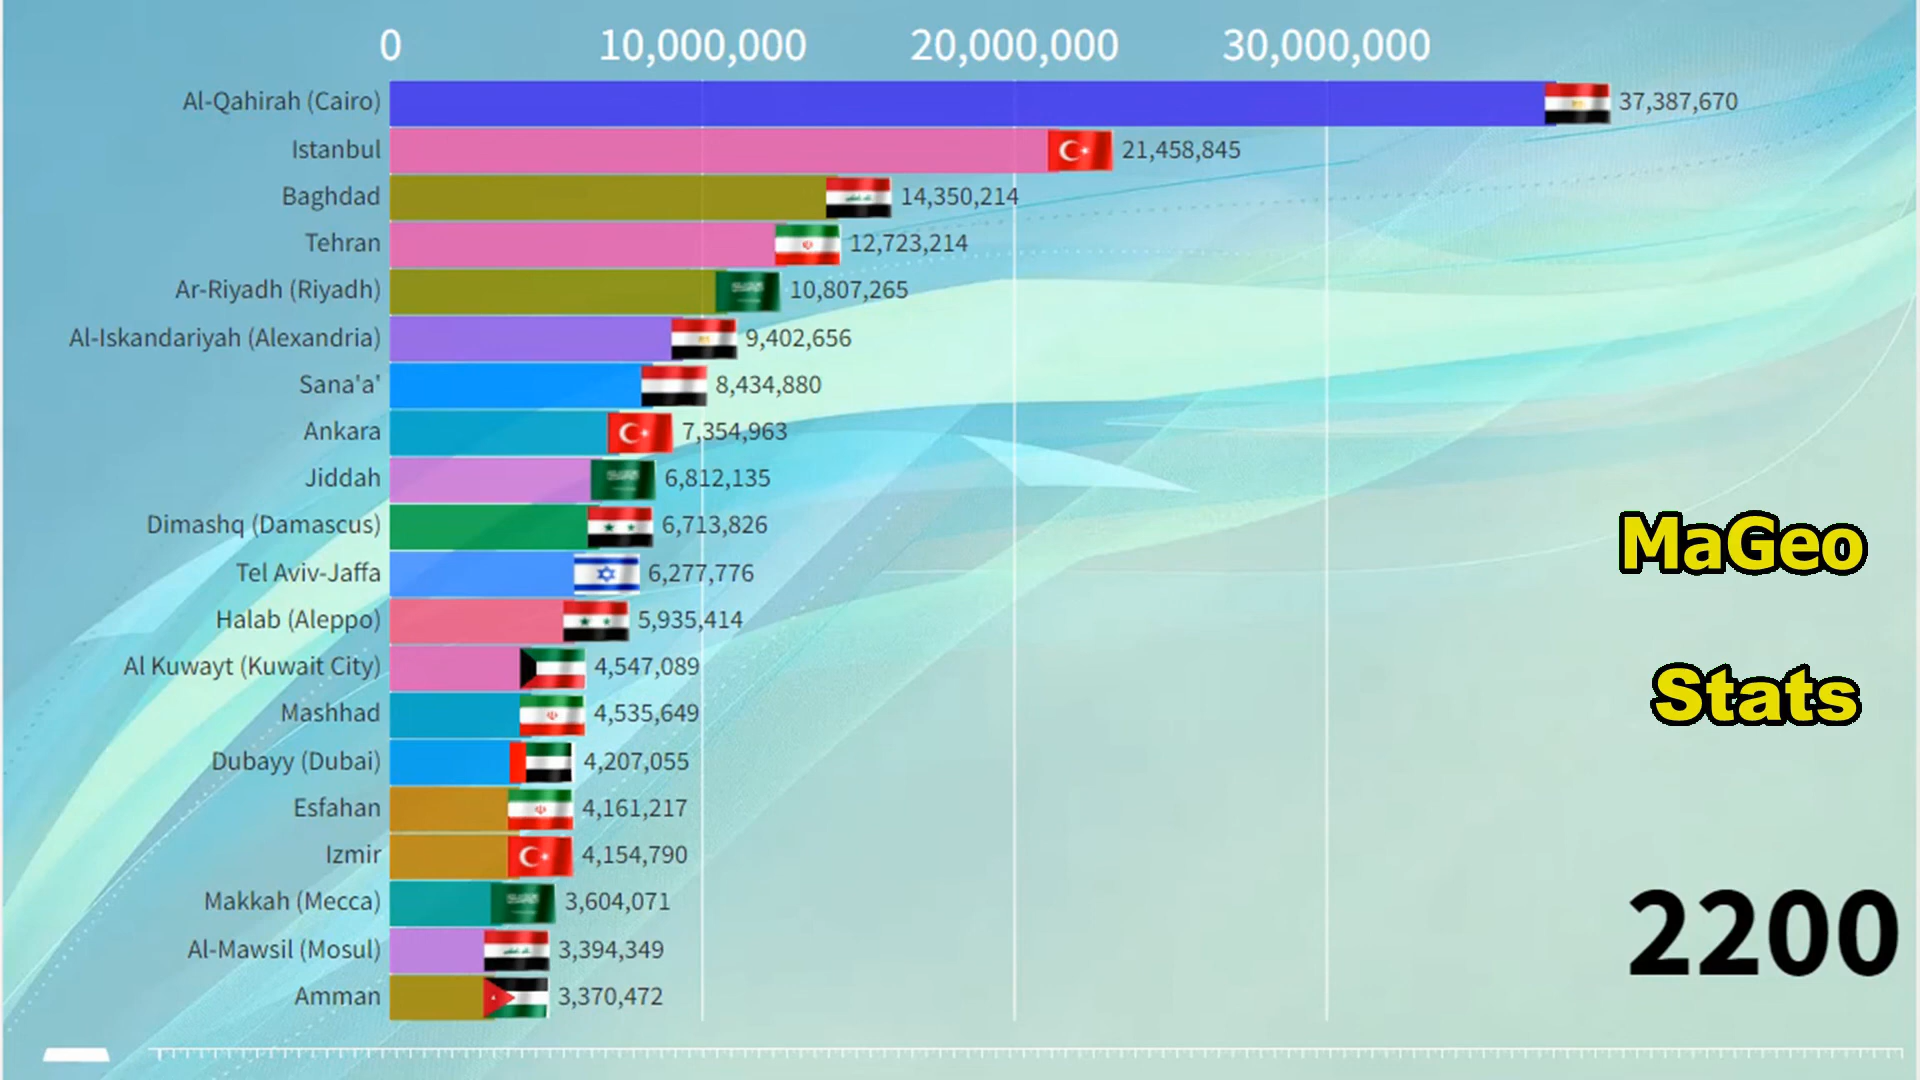 0 10,000,000 20,000,000 30,000,000
Al-Qahirah (Cairo) 37,387,670
Istanbul 21,458,845
Baghdad 14,350,214
Tehran 12,723,214
Ar-Riyadh (Riyadh) 10,807,265
Al-Iskandariyah (Alexandria) 9,402,656
Sana'a' 8,434,880
Ankara 7,354,963
Jiddah 6,812,135
Dimashq (Damascus) 6,713,826
Tel Aviv-Jaffa 6,277,776
Halab (Aleppo) 5,935,414
Al Kuwayt (Kuwait City) 4,547,089
Mashhad 4,535,649
Dubayy (Dubai) 4,207,055
Esfahan 4,161,217
Izmir 4,154,790
Makkah (Mecca) 3,604,071
Al-Mawsil (Mosul) 3,394,349
Amman 3,370,472
MaGeo
Stats
2200